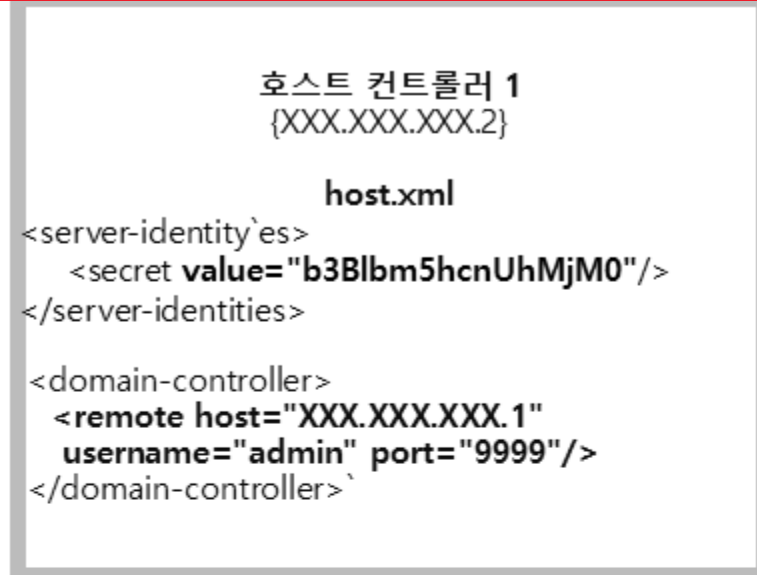 호스트 컨트롤러 1
{XXX.XXX.XXX.2}
host.xml
<server-identity`es>
<secret value="b3Blbm5hcnUhMjM0"/>
</server-identities>
<domain-controller>
<remote host="XXX.XXX.XXX.1"
username="admin" port="9999"/>
</domain-controller>`